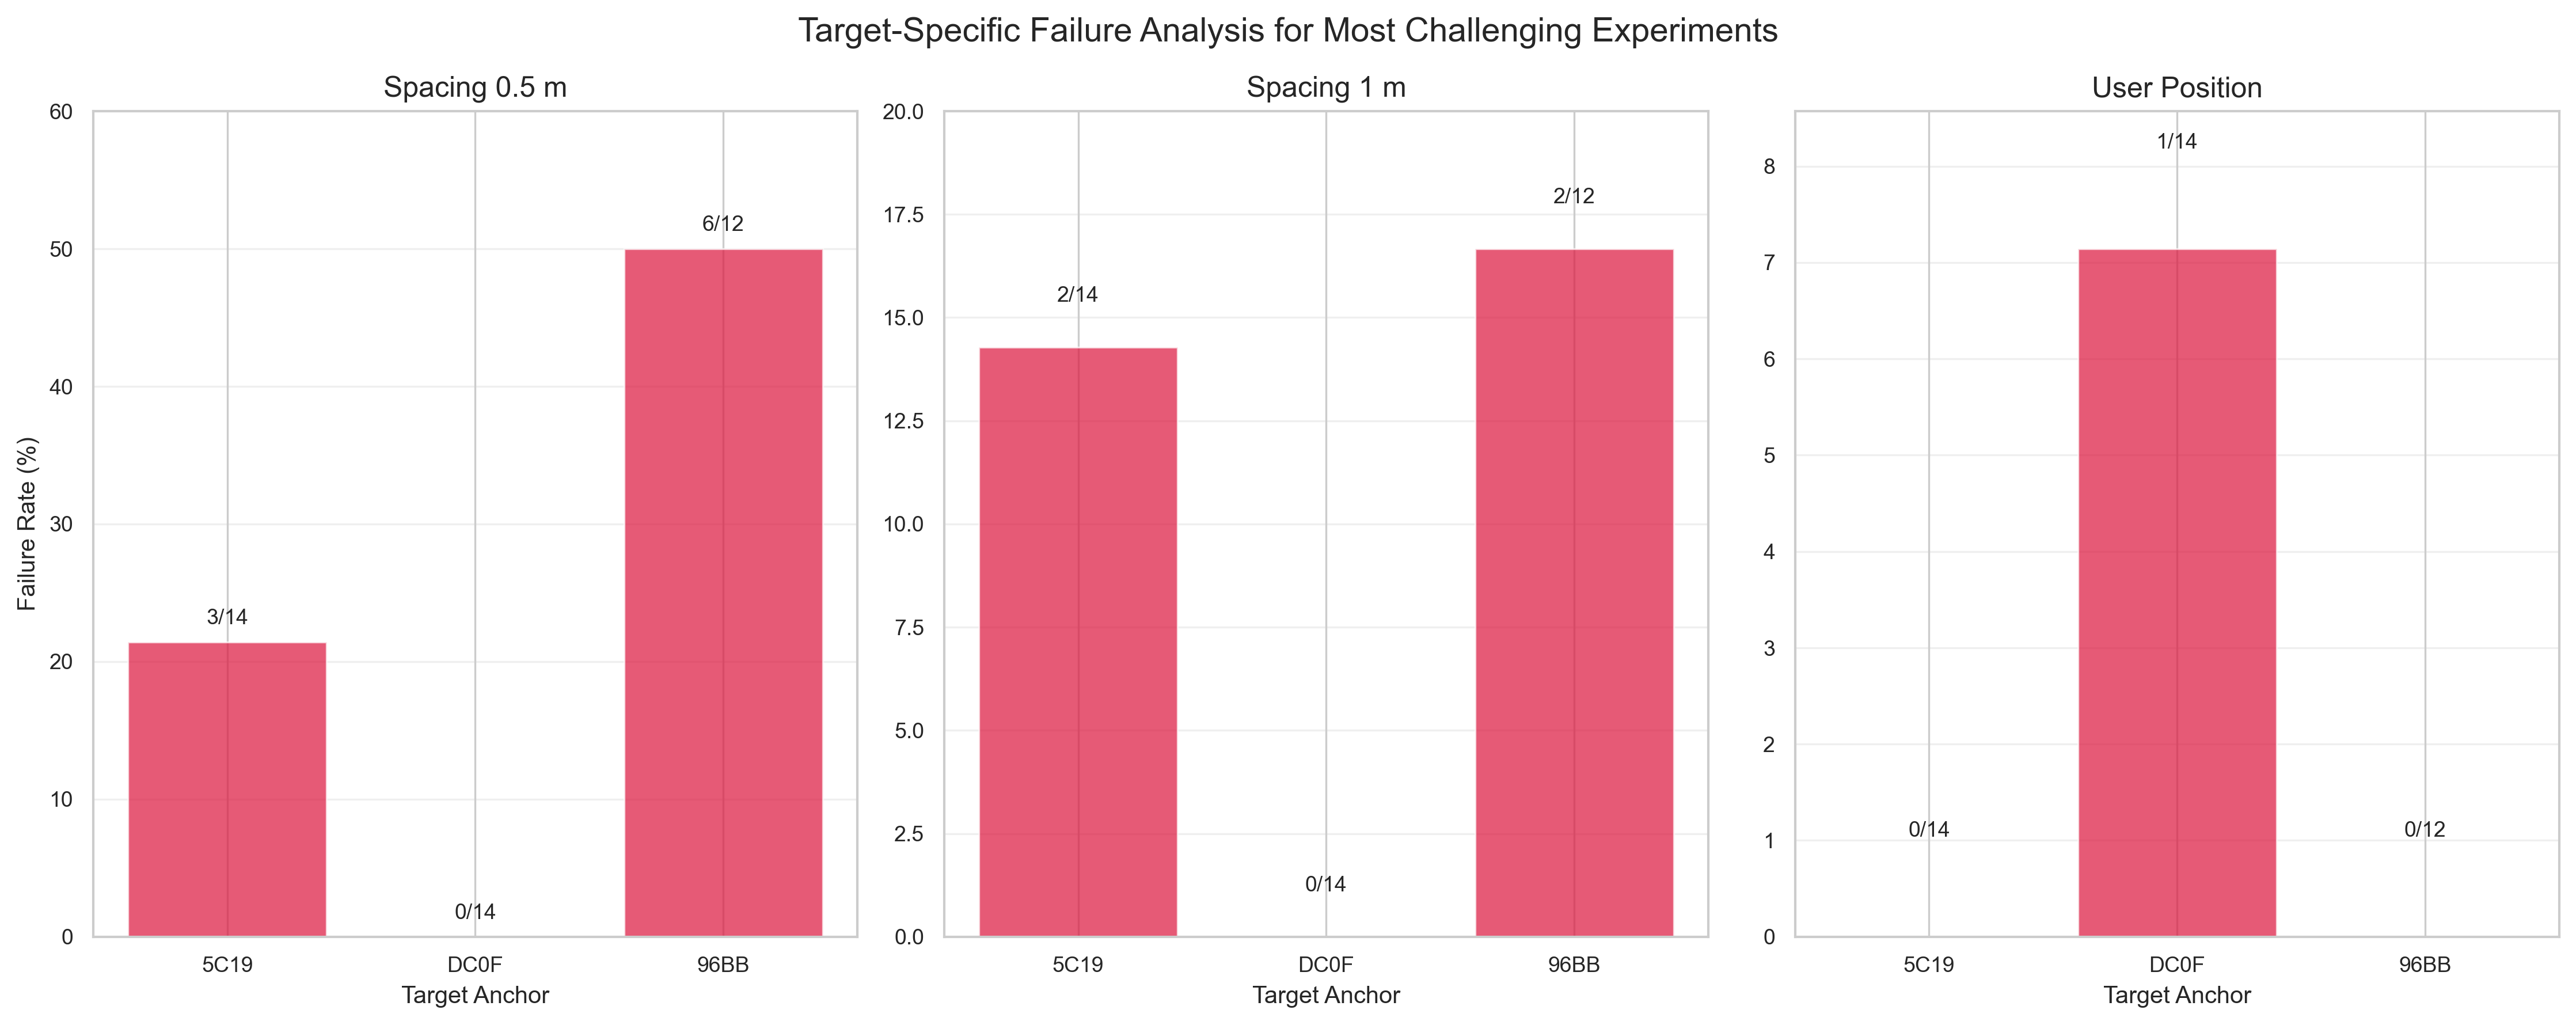 Target-Specific Failure Analysis for Most Challenging Experiments
Spacing 0.5 m
60
50
40
30
20
10
0
Failure Rate (%)
3/14
0/14
6/12
5C19
DC0F
96BB
Target Anchor
Spacing 1 m
20.0
17.5
15.0
12.5
10.0
7.5
5.0
2.5
0.0
2/14
0/14
2/12
5C19
DC0F
96BB
Target Anchor
User Position
8
7
6
5
4
3
2
1
0
0/14
1/14
0/12
5C19
DC0F
96BB
Target Anchor